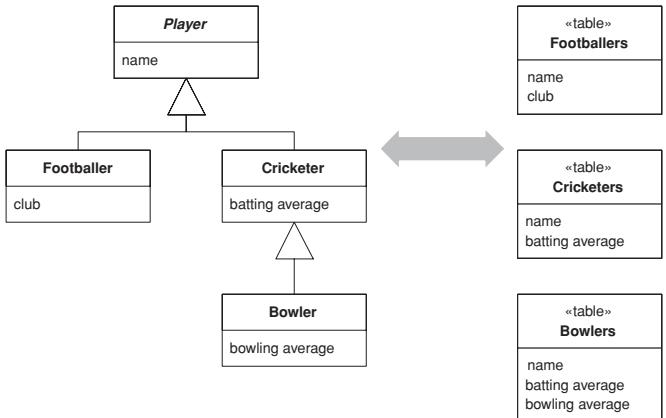 Player
name
Footballer
club
Cricketer
batting average
Bowler
bowling average
«table»
Footballers
name
club
«table»
Cricketers
name
batting average
«table»
Bowlers
name
batting average
bowling average